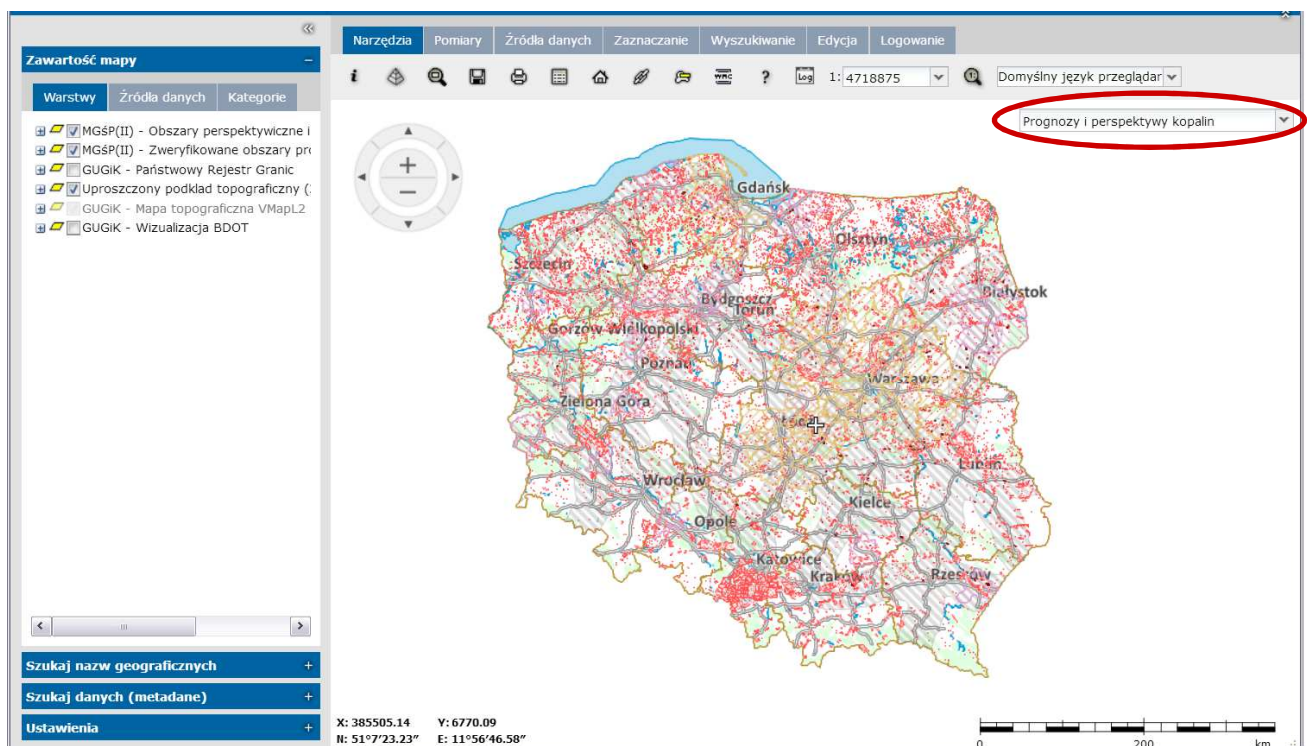 Zawartość mapy
Warstwy Źródła danych Kategorie
MGśP(II) - Obszary perspektywiczne i
MGśP(II) - Zweryfikowane obszary pr
GUGiK - Państwowy Rejestr Granic
Uproszczony podkład topograficzny (
GUGiK - Mapa topograficzna VMapL2
GUGiK - Wizualizacja BDOT
Szukaj nazw geograficznych
Szukaj danych (metadane)
Ustawienia
Narzędzia Pomiary Źródła danych Zaznaczanie Wyszukiwanie Edycja Logowanie
i ? Log 1: 4718875 Domyślny język przeglądar
Prognozy i perspektywy kopalin
Gdańsk
Olsztyn
Szczecin
Białystok
Bydgoszcz
Toruń
Gorzów Wielkopolski
Poznań
Warszawa
Zielona Góra
Łódź
Lublin
Wrocław
Kielce
Opole
Katowice
Kraków
Rzeszów
X: 385505.14 Y: 6770.09
N: 51°7'23.23" E: 11°56'46.58"
0 200 km